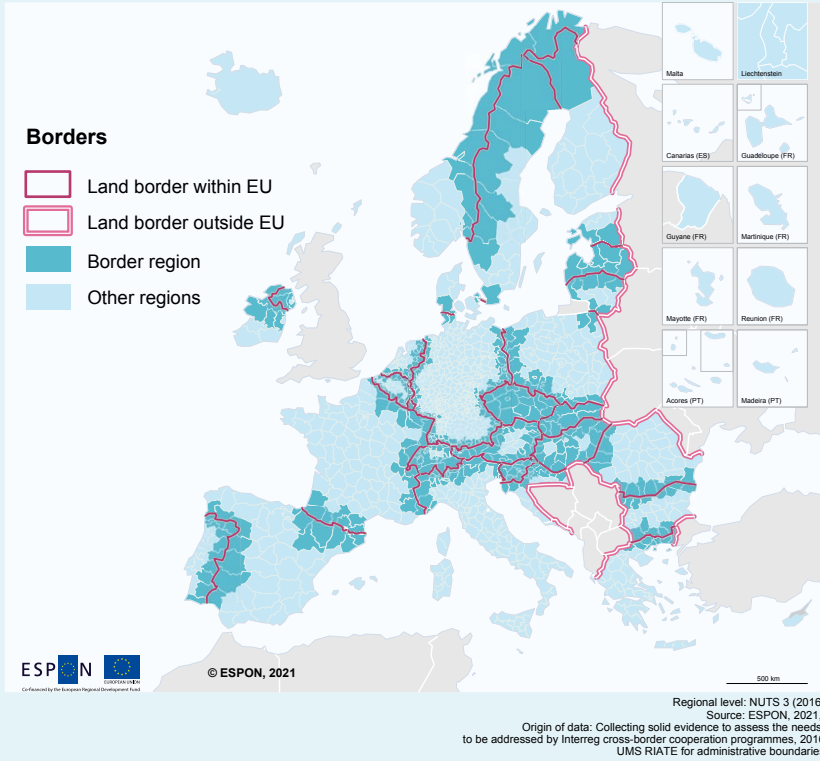 Borders
Land border within EU
Land border outside EU
Border region
Other regions
Malta
Liechtenstein
Canarias (ES)
Guadeloupe (FR)
Guyane (FR)
Martinique (FR)
Mayotte (FR)
Reunion (FR)
Acores (PT)
Madeira (PT)
ESPON
EUROPEAN UNION
Co-financed by the European Regional Development Fund
© ESPON, 2021
500 km
Regional level: NUTS 3 (2016
Source: ESPON, 2021,
Origin of data: Collecting solid evidence to assess the needs
to be addressed by Interreg cross-border cooperation programmes, 2016
UMS RIATE for administrative boundaries